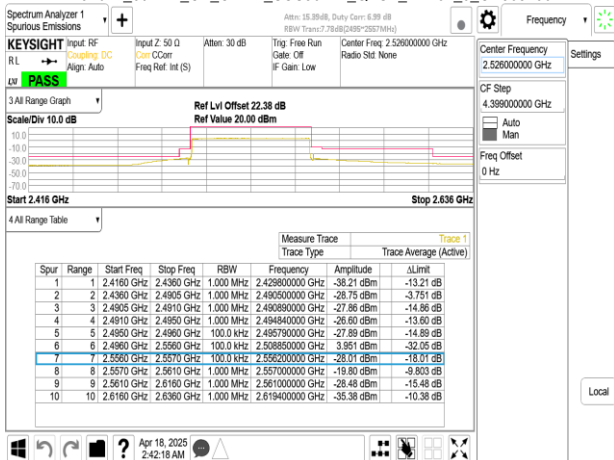 Spectrum Analyzer 1
Spurious Emissions
Attn: 15.39dB, Duty Corr: 6.99 dB
RBW Trans:7.78dB(2495*2557MHz)
Frequency
KEYSIGHT
RL
LXI
PASS
Input: RF
Coupling: DC
Align: Auto
Input Z: 50 Ω
Corr CCorr
Freq Ref: Int (S)
Atten: 30 dB
Trig: Free Run
Gate: Off
IF Gain: Low
Center Freq: 2.526000000 GHz
Radio Std: None
Center Frequency
2.526000000 GHz
Settings
CF Step
4.399000000 GHz
Auto
Man
Freq Offset
0 Hz
3 All Range Graph
Scale/Div 10.0 dB
Ref Lvl Offset 22.38 dB
Ref Value 20.00 dBm
10.0
-10.0
-30.0
-50.0
-70.0
Start 2.416 GHz
Stop 2.636 GHz
4 All Range Table
Measure Trace Trace 1
Trace Type Trace Average (Active)
Spur Range Start Freq Stop Freq RBW Frequency Amplitude ΔLimit
1 1 2.4160 GHz 2.4360 GHz 1.000 MHz 2.429800000 GHz -38.21 dBm -13.21 dB
2 2 2.4360 GHz 2.4905 GHz 1.000 MHz 2.490500000 GHz -28.75 dBm -3.751 dB
3 3 2.4905 GHz 2.4910 GHz 1.000 MHz 2.490890000 GHz -27.86 dBm -14.86 dB
4 4 2.4910 GHz 2.4950 GHz 1.000 MHz 2.494840000 GHz -26.60 dBm -13.60 dB
5 5 2.4950 GHz 2.4960 GHz 100.0 kHz 2.495790000 GHz -27.89 dBm -14.89 dB
6 6 2.4960 GHz 2.5560 GHz 100.0 kHz 2.508850000 GHz 3.951 dBm -32.05 dB
7 7 2.5560 GHz 2.5570 GHz 100.0 kHz 2.556200000 GHz -28.01 dBm -18.01 dB
8 8 2.5570 GHz 2.5610 GHz 1.000 MHz 2.557000000 GHz -19.80 dBm -9.803 dB
9 9 2.5610 GHz 2.6160 GHz 1.000 MHz 2.561000000 GHz -28.48 dBm -15.48 dB
10 10 2.6160 GHz 2.6360 GHz 1.000 MHz 2.619400000 GHz -35.38 dBm -10.38 dB
Local
Apr 18, 2025
2:42:18 AM